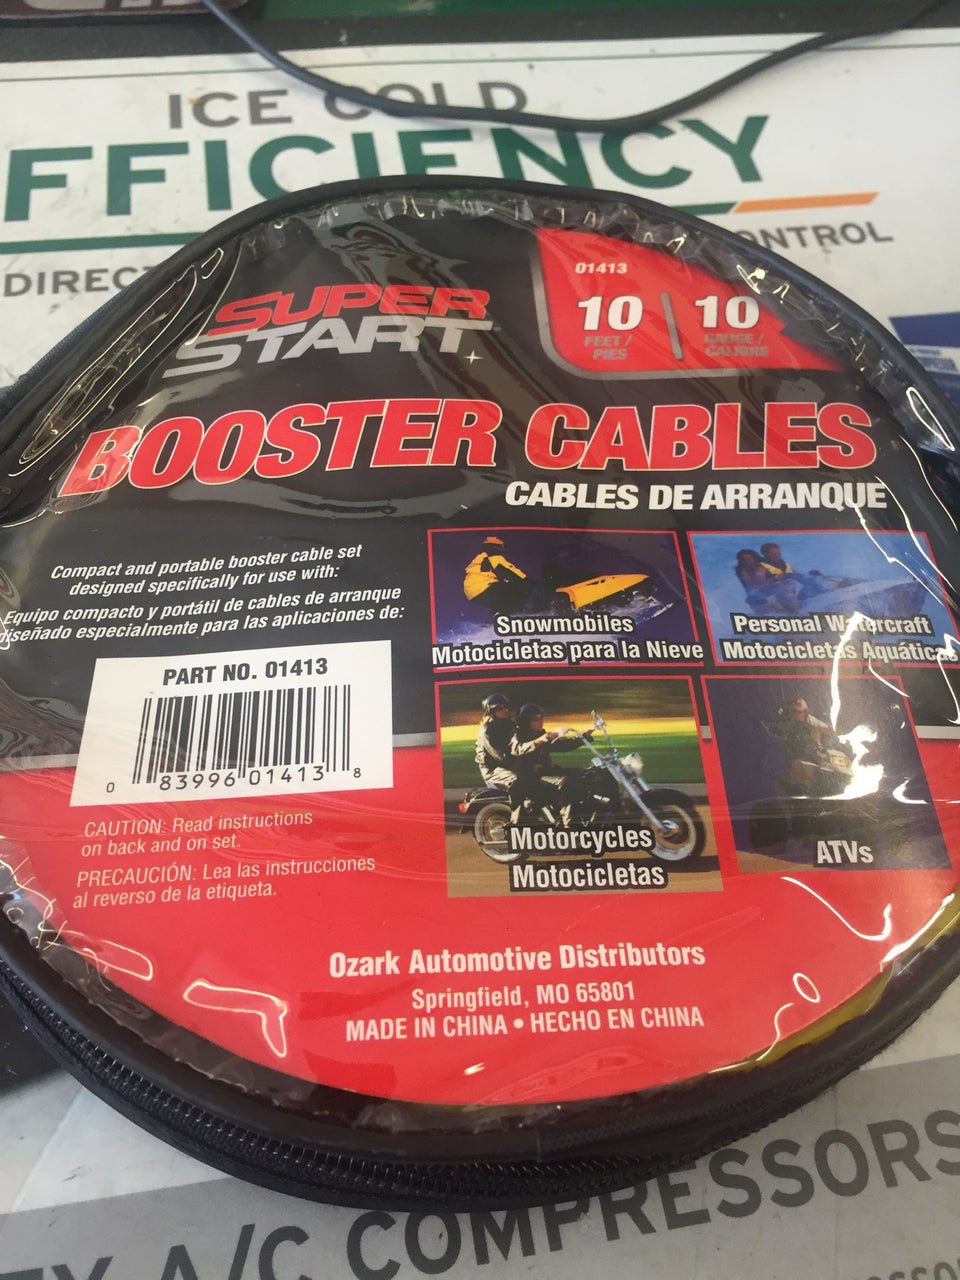 ICE COLD
FFICIENCY
DIRECT
ONTROL
01413
10
FEET /
PIES
10
GAUGE /
CALIBRE
SUPER
START
BOOSTER CABLES
CABLES DE ARRANQUE
Compact and portable booster cable set
designed specifically for use with:
Equipo compacto y portátil de cables de arranque
diseñado especialmente para las aplicaciones de:
Snowmobiles
Motocicletas para la Nieve
Personal Watercraft
Motocicletas Aquáticas
PART NO. 01413
0 83996 01413 8
CAUTION: Read instructions
on back and on set.
PRECAUCIÓN: Lea las instrucciones
al reverso de la etiqueta.
Motorcycles
Motocicletas
ATVs
Ozark Automotive Distributors
Springfield, MO 65801
MADE IN CHINA • HECHO EN CHINA
EY A/C COMPRESSORS